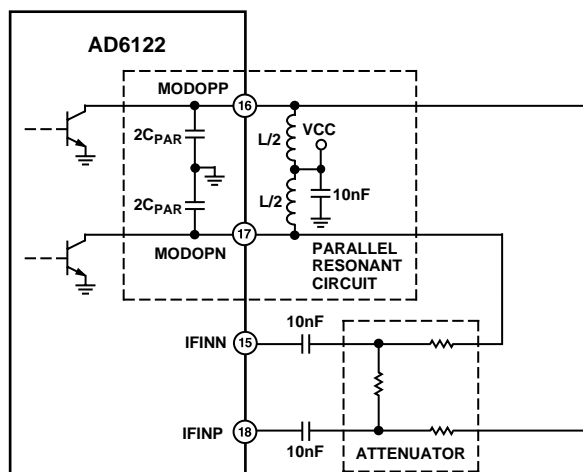 AD6122
MODOPP
16
2CPAR
L/2
VCC
2CPAR
L/2
10nF
17
MODOPN
PARALLEL
RESONANT
CIRCUIT
10nF
IFINN
15
IFINP
18
10nF
ATTENUATOR